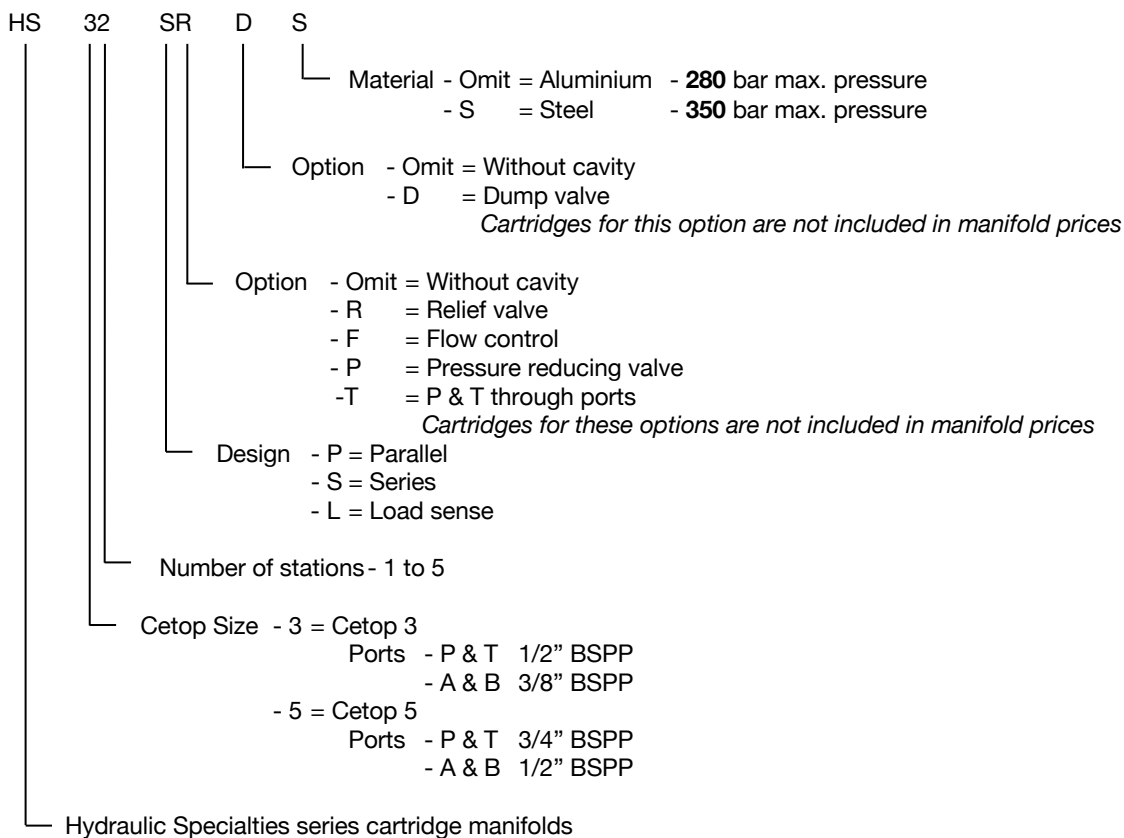 HS 32 SR D S
Material - Omit = Aluminium - 280 bar max. pressure
- S = Steel - 350 bar max. pressure
Option - Omit = Without cavity
- D = Dump valve
Cartridges for this option are not included in manifold prices
Option - Omit = Without cavity
- R = Relief valve
- F = Flow control
- P = Pressure reducing valve
-T = P & T through ports
Cartridges for these options are not included in manifold prices
Design - P = Parallel
- S = Series
- L = Load sense
Number of stations - 1 to 5
Cetop Size - 3 = Cetop 3
Ports - P & T 1/2” BSPP
- A & B 3/8” BSPP
- 5 = Cetop 5
Ports - P & T 3/4” BSPP
- A & B 1/2” BSPP
Hydraulic Specialties series cartridge manifolds